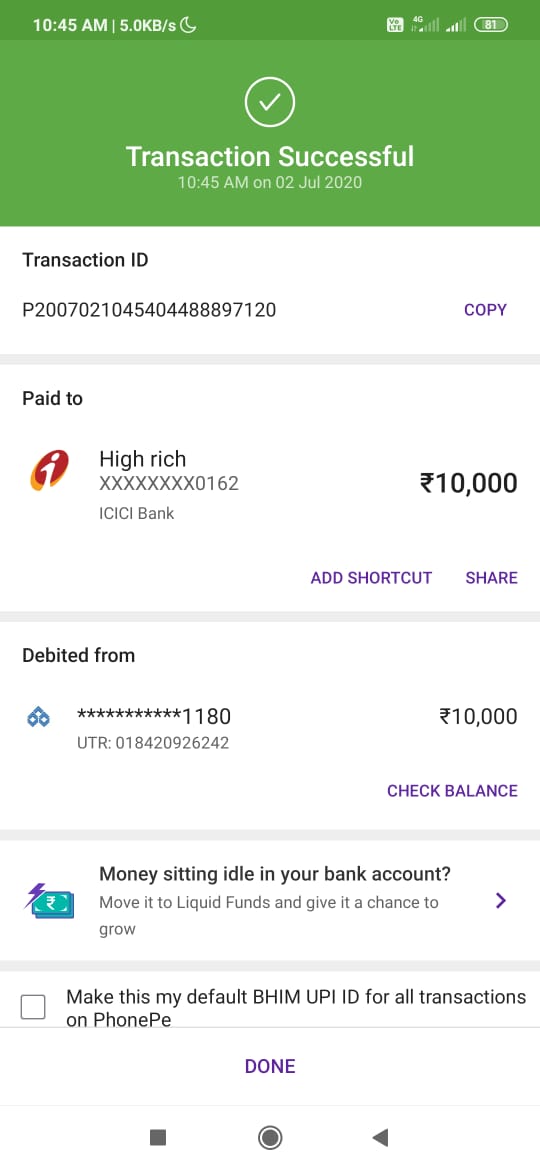 10:45 AM | 5.0KB/s
Vo LTE 4G 81
Transaction Successful
10:45 AM on 02 Jul 2020
Transaction ID
P2007021045404488897120 COPY
Paid to
High rich
XXXXXXXX0162 ₹10,000
ICICI Bank
ADD SHORTCUT SHARE
Debited from
***********1180 ₹10,000
UTR: 018420926242
CHECK BALANCE
Money sitting idle in your bank account?
Move it to Liquid Funds and give it a chance to
grow
Make this my default BHIM UPI ID for all transactions
on PhonePe
DONE